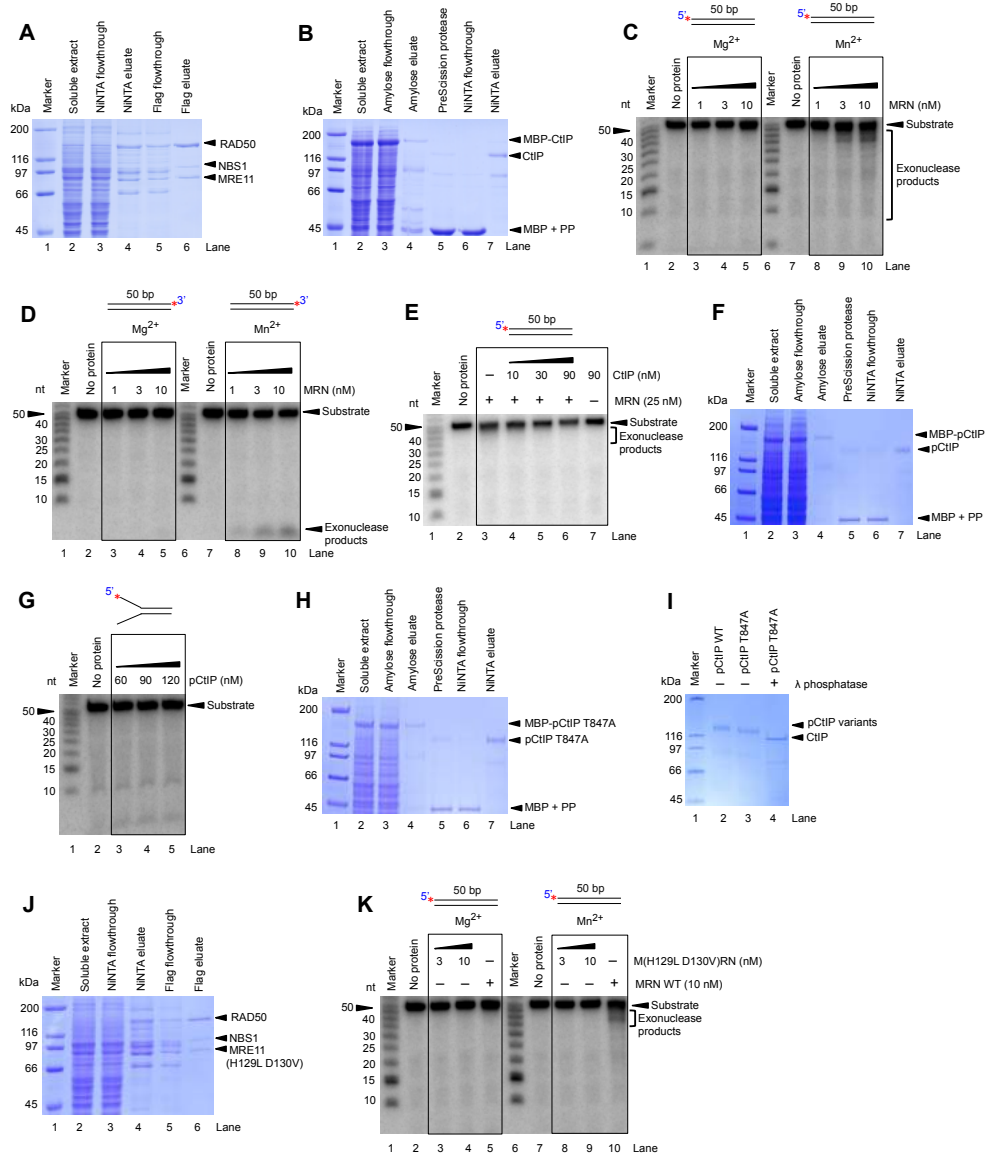 A
Marker
Soluble extract
NiNTA flowthrough
NiNTA eluate
Flag flowthrough
Flag eluate
kDa
200
116
97
66
45
RAD50
NBS1
MRE11
1 2 3 4 5 6 Lane
B
Marker
Soluble extract
Amylose flowthrough
Amylose eluate
PreScission protease
NiNTA flowthrough
NiNTA eluate
kDa
200
116
97
66
45
MBP-CtIP
CtIP
MBP + PP
1 2 3 4 5 6 7 Lane
C
50 bp 50 bp
5'* 5'*
Mg2+ Mn2+
Marker
No protein
Marker
No protein
1 3 10 1 3 10 MRN (nM)
nt
50
40
30
25
20
15
10
Substrate
Exonuclease
products
1 2 3 4 5 6 7 8 9 10 Lane
D
50 bp 50 bp
*3' *3'
Mg2+ Mn2+
Marker
No protein
Marker
No protein
1 3 10 1 3 10 MRN (nM)
nt
50
40
30
25
20
15
10
Substrate
Exonuclease
products
1 2 3 4 5 6 7 8 9 10 Lane
E
50 bp
5'*
Marker
No protein
– 10 30 90 90 CtIP (nM)
+ + + + – MRN (25 nM)
nt
50
40
30
25
20
15
10
Substrate
Exonuclease
products
1 2 3 4 5 6 7 Lane
F
Marker
Soluble extract
Amylose flowthrough
Amylose eluate
PreScission protease
NiNTA flowthrough
NiNTA eluate
kDa
200
116
97
66
45
MBP-pCtIP
pCtIP
MBP + PP
1 2 3 4 5 6 7 Lane
G
5'
*
Marker
No protein
nt 60 90 120 pCtIP (nM)
50
40
30
25
20
15
10
Substrate
1 2 3 4 5 Lane
H
Marker
Soluble extract
Amylose flowthrough
Amylose eluate
PreScission protease
NiNTA flowthrough
NiNTA eluate
kDa
200
116
97
66
45
MBP-pCtIP T847A
pCtIP T847A
MBP + PP
1 2 3 4 5 6 7 Lane
I
Marker
pCtIP WT
pCtIP T847A
pCtIP T847A
kDa – – + λ phosphatase
200
116
97
66
45
pCtIP variants
CtIP
1 2 3 4 Lane
J
Marker
Soluble extract
NiNTA flowthrough
NiNTA eluate
Flag flowthrough
Flag eluate
kDa
200
116
97
66
45
RAD50
NBS1
MRE11
(H129L D130V)
1 2 3 4 5 6 Lane
K
50 bp 50 bp
5'* 5'*
Mg2+ Mn2+
Marker
No protein
Marker
No protein
3 10 – 3 10 – M(H129L D130V)RN (nM)
– – + – – + MRN WT (10 nM)
nt
50
40
30
25
20
15
10
Substrate
Exonuclease
products
1 2 3 4 5 6 7 8 9 10 Lane